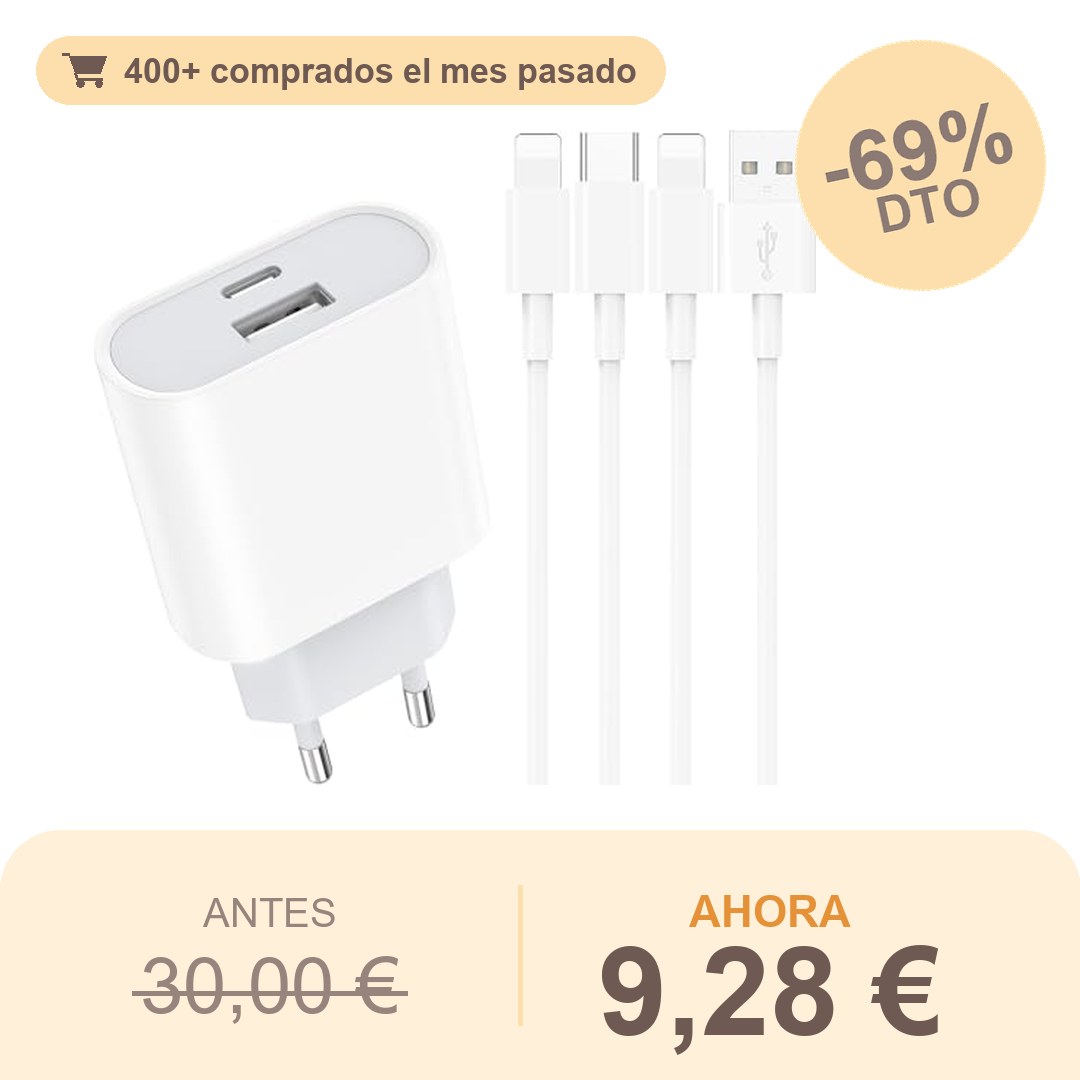 400+ comprados el mes pasado
-69%
DTO
ANTES
30,00 €
AHORA
9,28 €